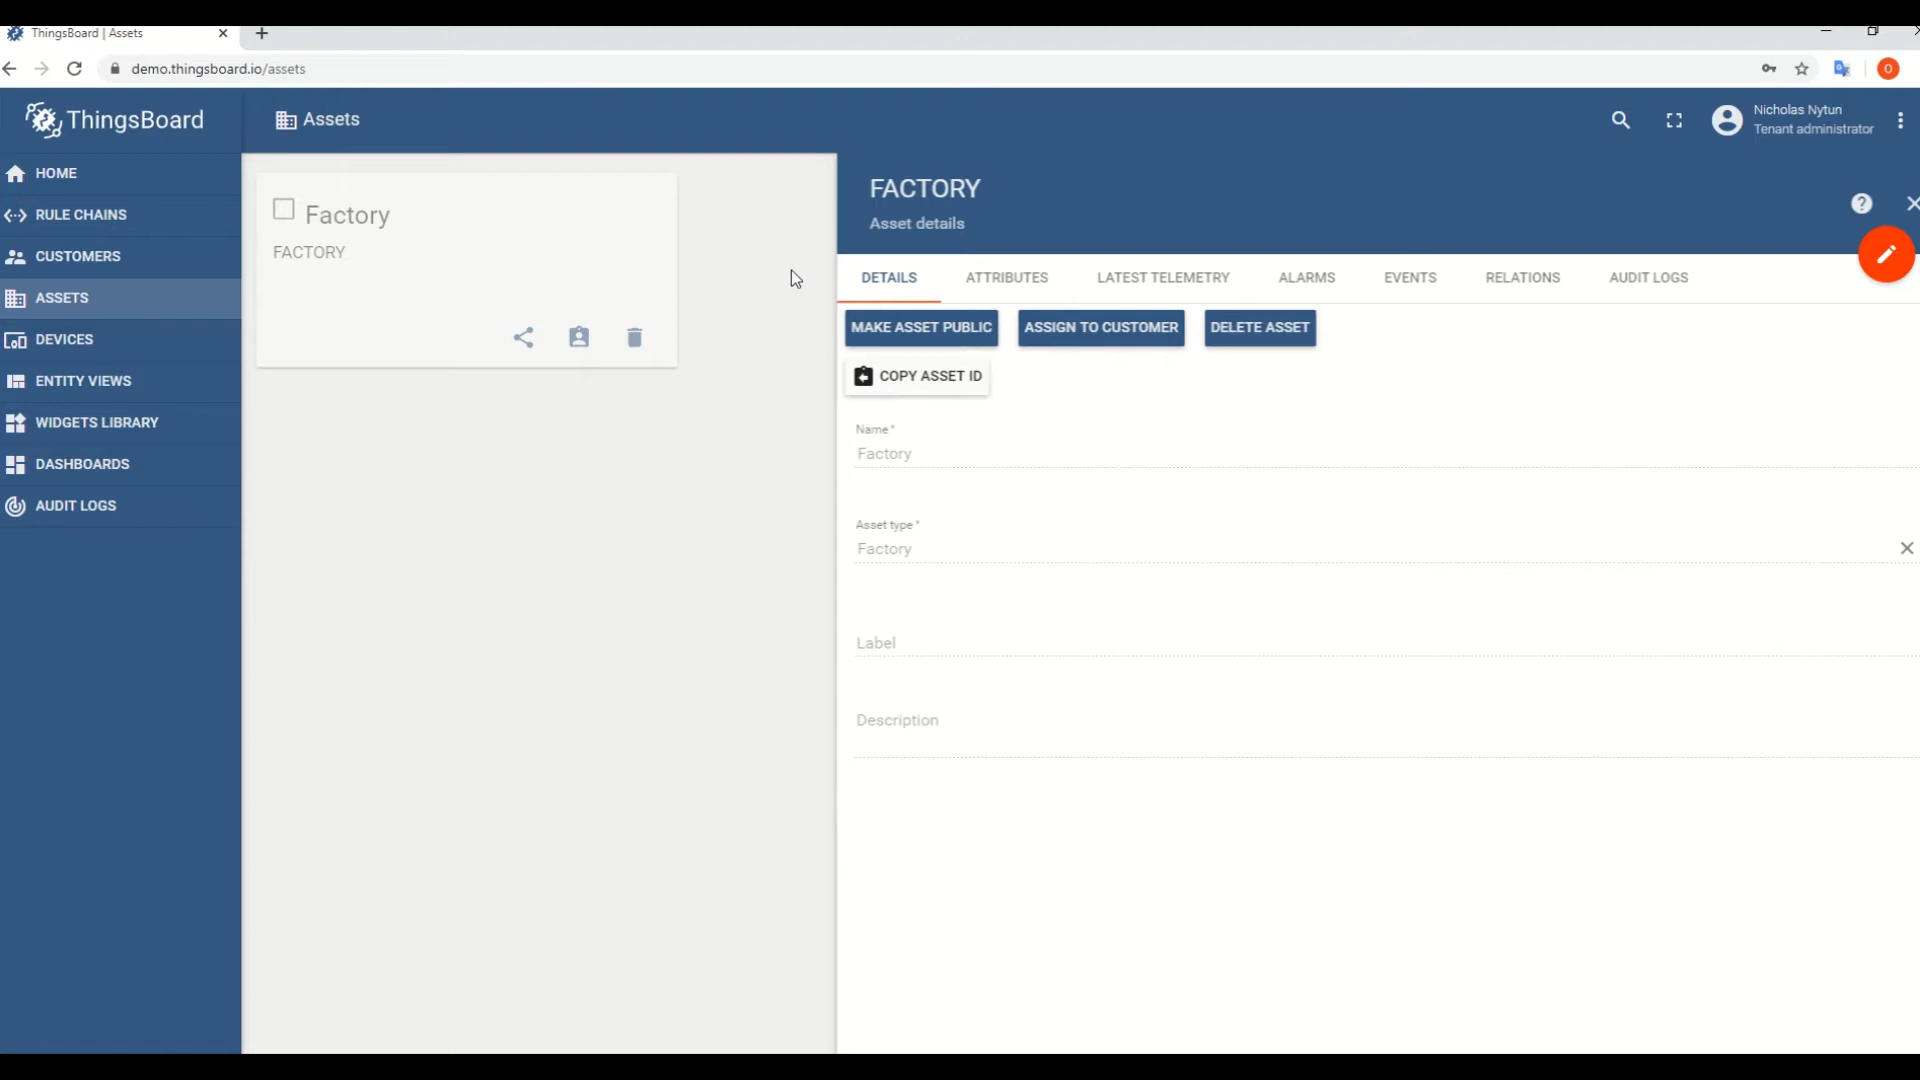 ThingsBoard | Assets
demo.thingsboard.io/assets
O
ThingsBoard
Assets
Nicholas Nytun
Tenant administrator
HOME
RULE CHAINS
CUSTOMERS
ASSETS
DEVICES
ENTITY VIEWS
WIDGETS LIBRARY
DASHBOARDS
AUDIT LOGS
Factory
FACTORY
FACTORY
Asset details
DETAILS ATTRIBUTES LATEST TELEMETRY ALARMS EVENTS RELATIONS AUDIT LOGS
MAKE ASSET PUBLIC ASSIGN TO CUSTOMER DELETE ASSET
COPY ASSET ID
Name *
Factory
Asset type *
Factory
Label
Description